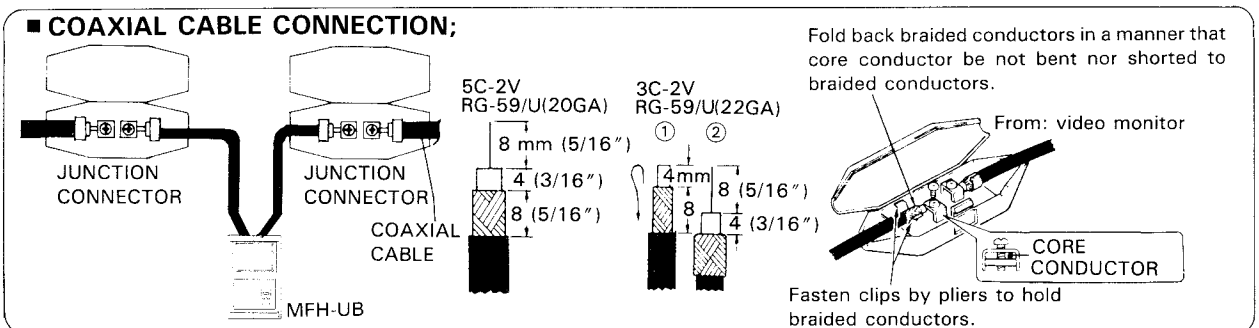 ■ COAXIAL CABLE CONNECTION;
JUNCTION
CONNECTOR
JUNCTION
CONNECTOR
COAXIAL
CABLE
MFH-UB
5C-2V
RG-59/U(20GA)
8 mm (5/16″)
4 (3/16″)
8 (5/16″)
3C-2V
RG-59/U(22GA)
① ②
4mm
8
8 (5/16″)
4 (3/16″)
Fold back braided conductors in a manner that
core conductor be not bent nor shorted to
braided conductors.
From: video monitor
CORE
CONDUCTOR
Fasten clips by pliers to hold
braided conductors.